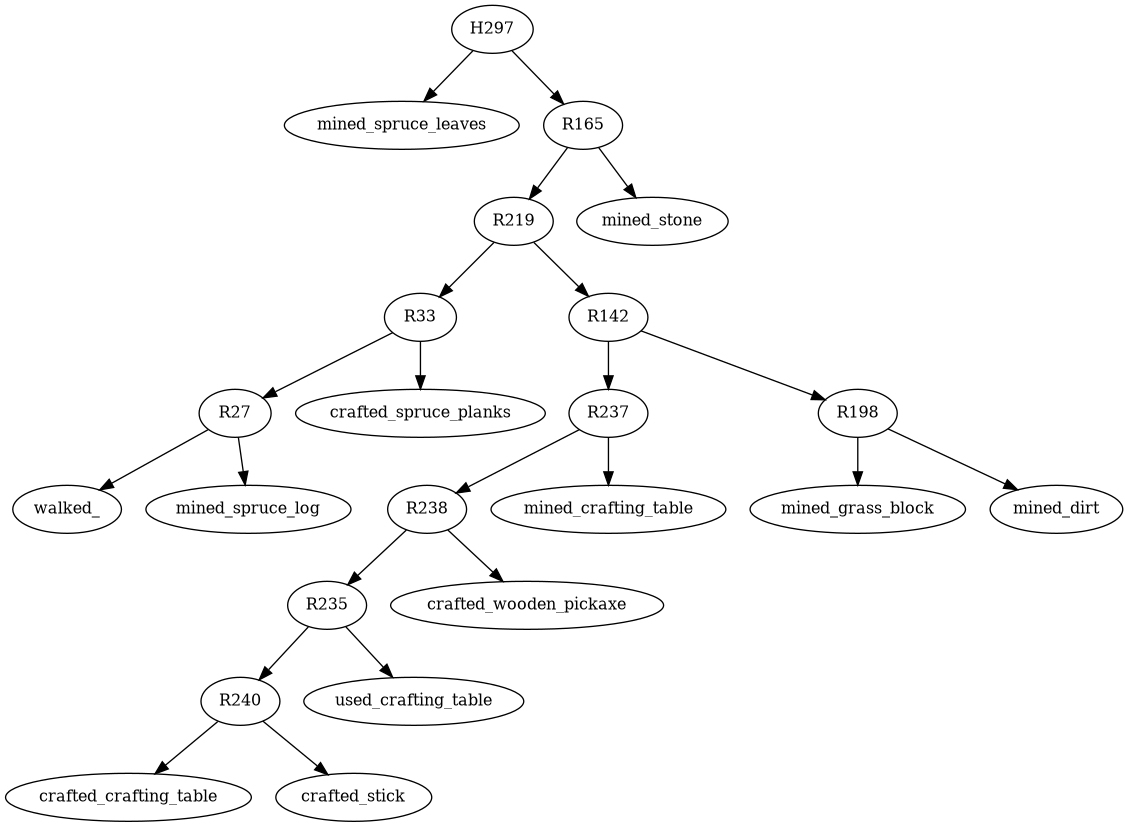 H297
mined_spruce_leaves
R165
R219
mined_stone
R33
R142
R27
crafted_spruce_planks
R237
R198
walked_
mined_spruce_log
R238
mined_crafting_table
mined_grass_block
mined_dirt
R235
crafted_wooden_pickaxe
R240
used_crafting_table
crafted_crafting_table
crafted_stick